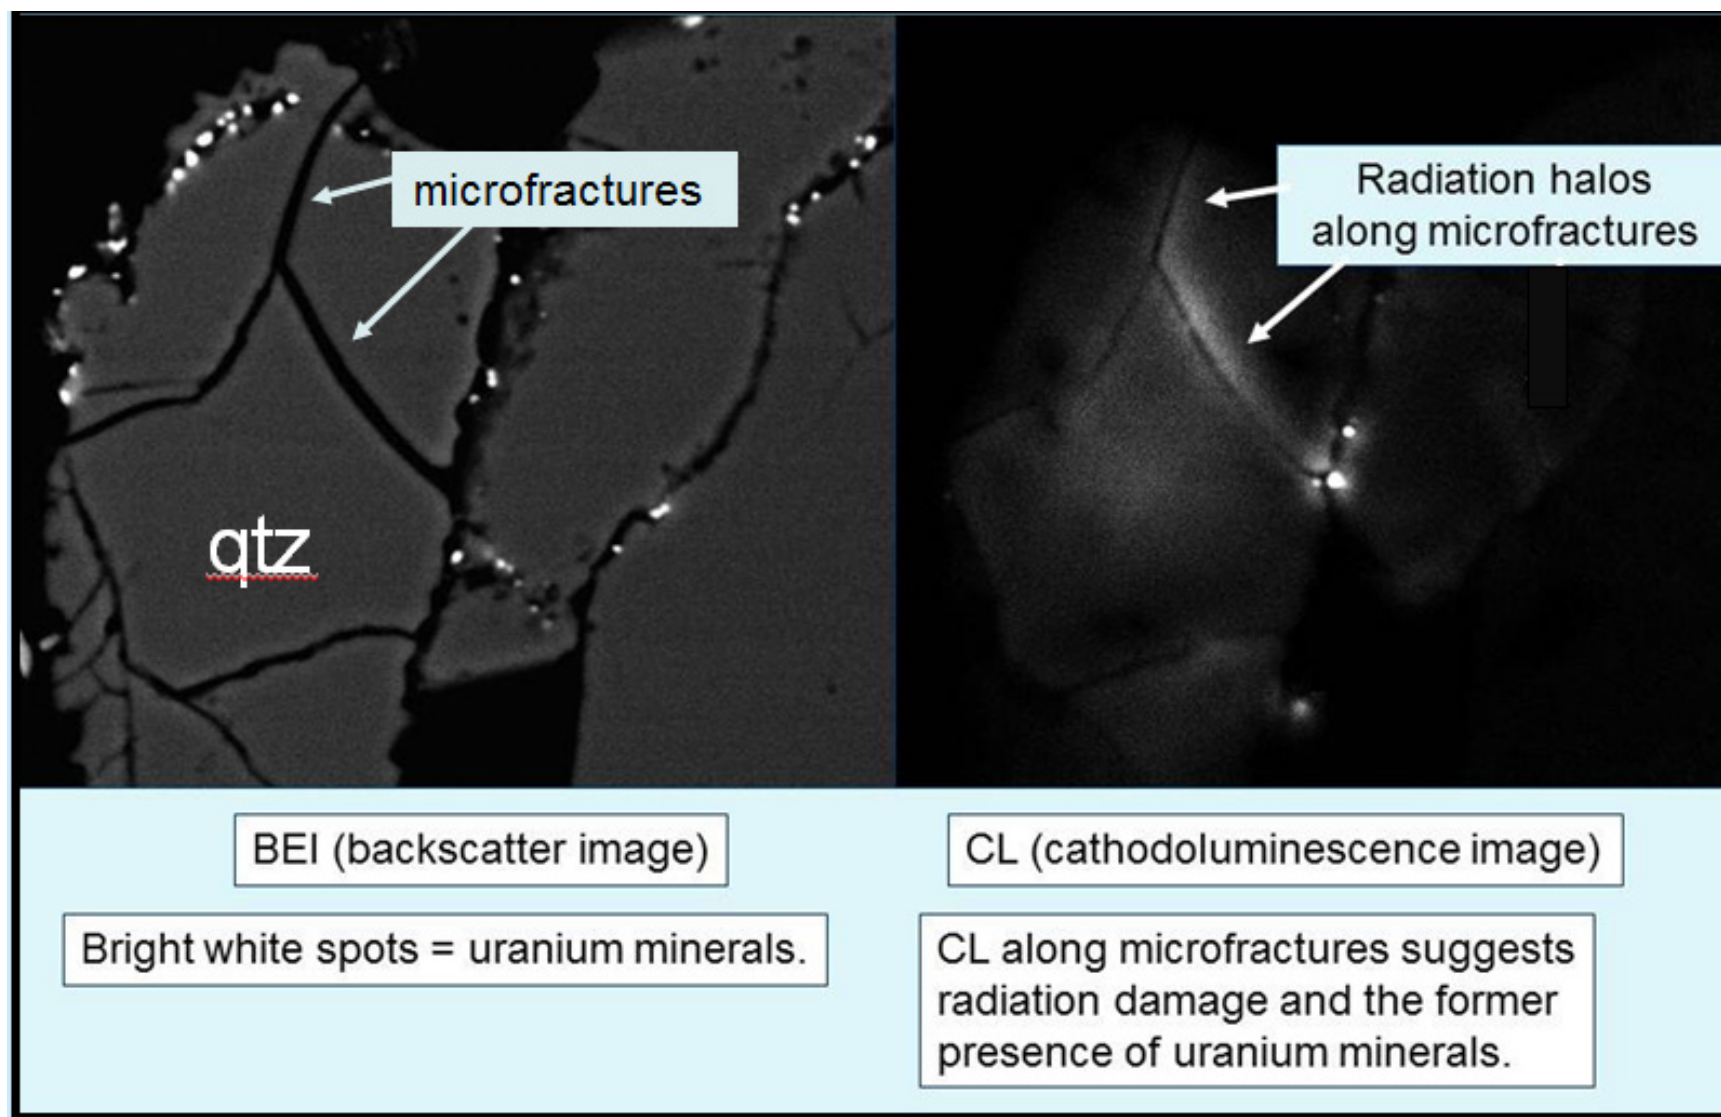 microfractures
qtz
Radiation halos
along microfractures
BEI (backscatter image)
Bright white spots = uranium minerals.
CL (cathodoluminescence image)
CL along microfractures suggests
radiation damage and the former
presence of uranium minerals.